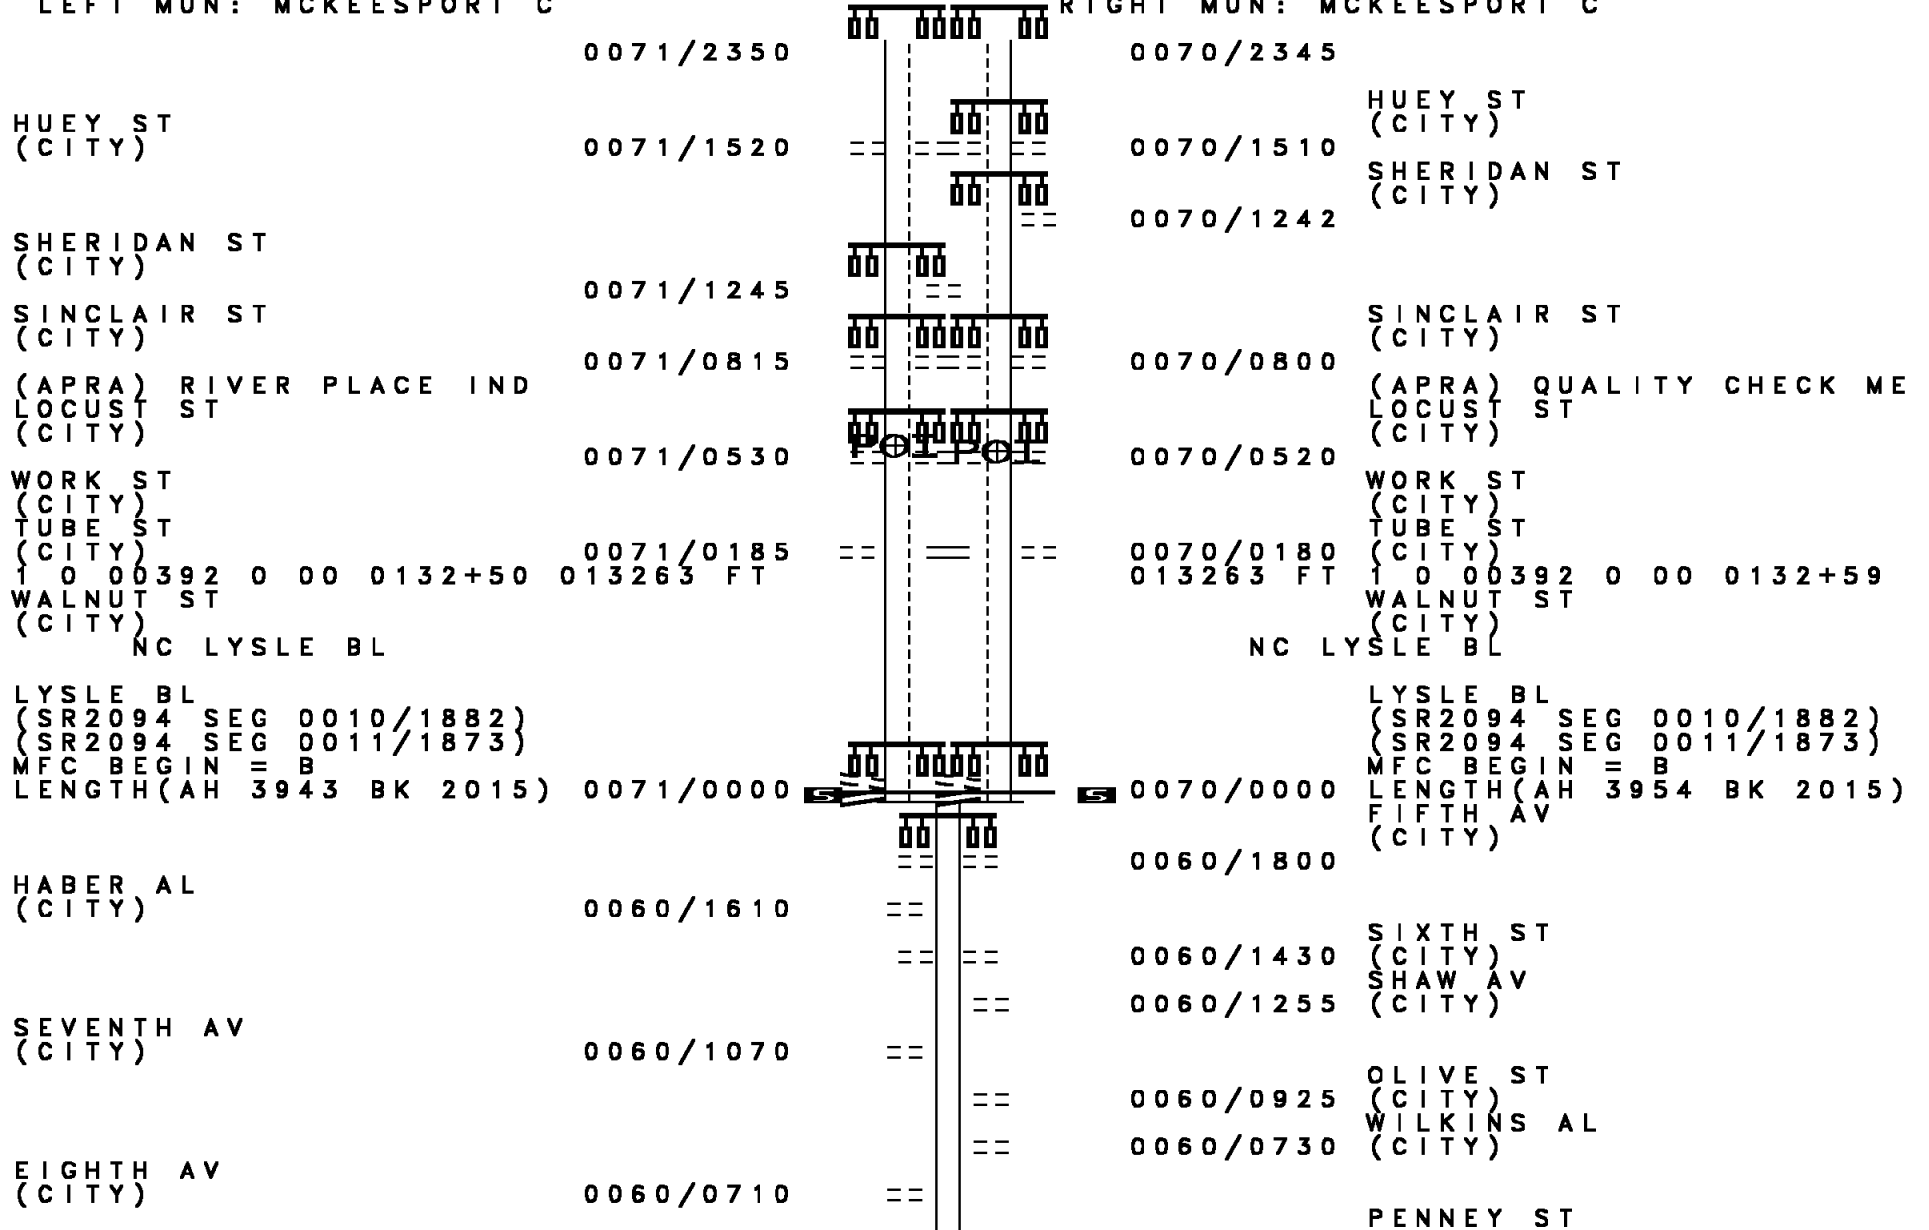 LEFT MUN: MCKEESPORT C RIGHT MUN: MCKEESPORT C
0071/2350 0070/2345
HUEY ST
HUEY ST
(CITY)
(CITY) 0071/1520 0070/1510
SHERIDAN ST
(CITY)
0070/1242
SHERIDAN ST
(CITY)
0071/1245
SINCLAIR ST SINCLAIR ST
(CITY) (CITY)
0071/0815 0070/0800
(APRA) RIVER PLACE IND (APRA) QUALITY CHECK ME
LOCUST ST LOCUST ST
(CITY) (CITY)
POT POT
0071/0530 0070/0520
WORK ST WORK ST
(CITY) (CITY)
TUBE ST TUBE ST
(CITY) 0071/0185 0070/0180 (CITY)
1 0 00392 0 00 0132+50 013263 FT 013263 FT 1 0 00392 0 00 0132+59
WALNUT ST WALNUT ST
(CITY) (CITY)
NC LYSLE BL NC LYSLE BL
LYSLE BL LYSLE BL
(SR2094 SEG 0010/1882) (SR2094 SEG 0010/1882)
(SR2094 SEG 0011/1873) (SR2094 SEG 0011/1873)
MFC BEGIN = B MFC BEGIN = B
LENGTH(AH 3943 BK 2015) 0071/0000 S S 0070/0000 LENGTH(AH 3954 BK 2015)
FIFTH AV
(CITY)
0060/1800
HABER AL
(CITY) 0060/1610
SIXTH ST
0060/1430 (CITY)
SHAW AV
0060/1255 (CITY)
SEVENTH AV
(CITY) 0060/1070
OLIVE ST
0060/0925 (CITY)
WILKINS AL
0060/0730 (CITY)
EIGHTH AV
(CITY) 0060/0710
PENNEY ST